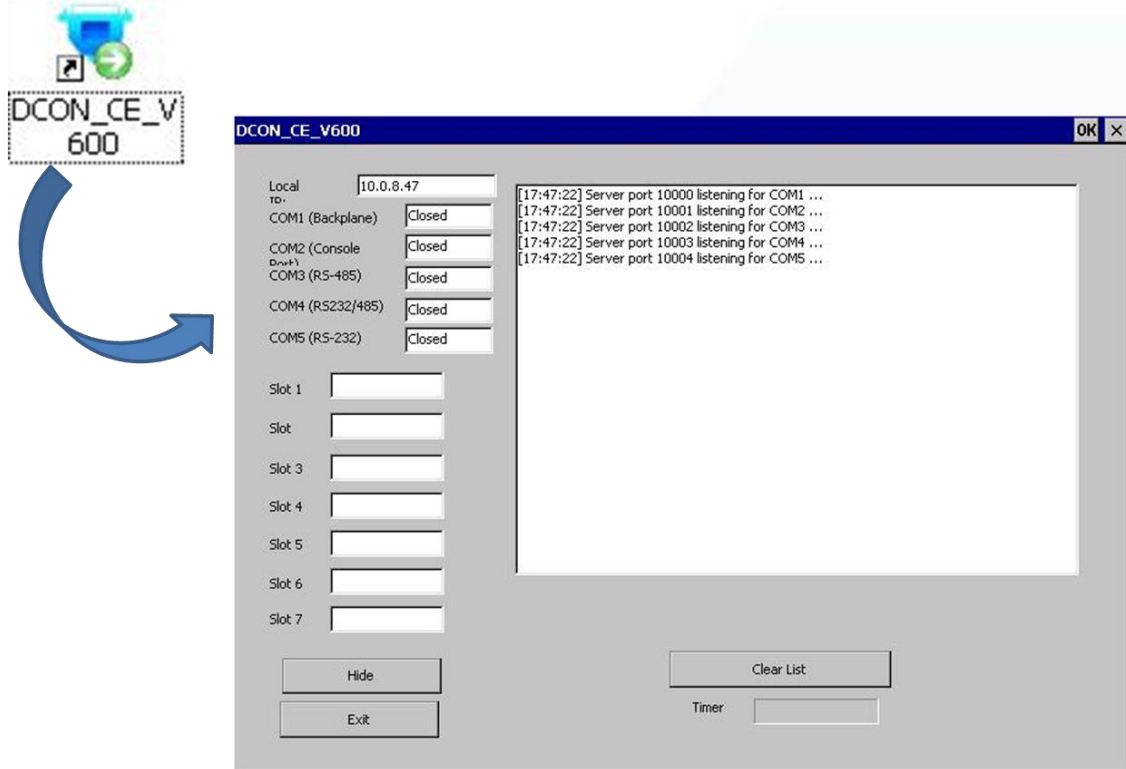 DCON_CE_V
600
DCON_CE_V600
OK
Local
IP:
10.0.8.47
COM1 (Backplane)
Closed
COM2 (Console
Port)
Closed
COM3 (RS-485)
Closed
COM4 (RS232/485)
Closed
COM5 (RS-232)
Closed
Slot 1
Slot
Slot 3
Slot 4
Slot 5
Slot 6
Slot 7
Hide
Exit
[17:47:22] Server port 10000 listening for COM1 ...
[17:47:22] Server port 10001 listening for COM2 ...
[17:47:22] Server port 10002 listening for COM3 ...
[17:47:22] Server port 10003 listening for COM4 ...
[17:47:22] Server port 10004 listening for COM5 ...
Clear List
Timer